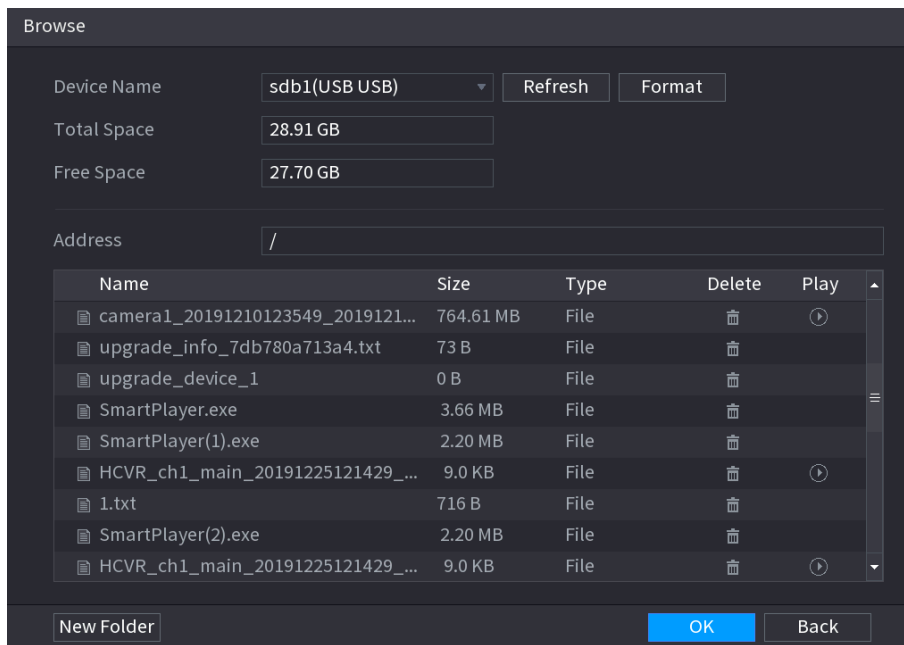 Browse
Device Name sdb1(USB USB) Refresh Format
Total Space 28.91 GB
Free Space 27.70 GB
Address /
Name Size Type Delete Play
camera1_20191210123549_2019121... 764.61 MB File
upgrade_info_7db780a713a4.txt 73 B File
upgrade_device_1 0 B File
SmartPlayer.exe 3.66 MB File
SmartPlayer(1).exe 2.20 MB File
HCVR_ch1_main_20191225121429_... 9.0 KB File
1.txt 716 B File
SmartPlayer(2).exe 2.20 MB File
HCVR_ch1_main_20191225121429_... 9.0 KB File
New Folder OK Back